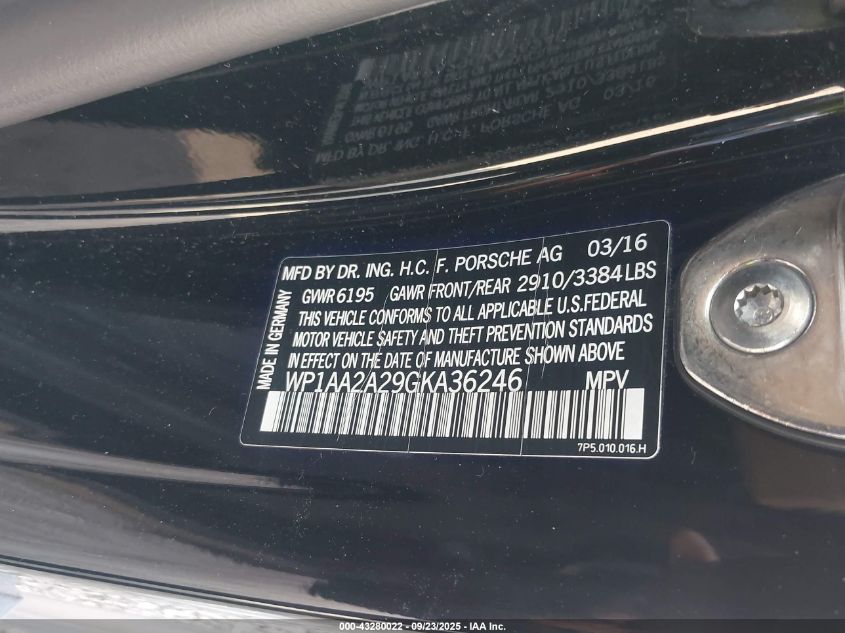 MFD BY DR. ING. H.C. F. PORSCHE AG 03/16
GVWR 6195 GAWR FRONT/REAR 2910/3384 LBS
THIS VEHICLE CONFORMS TO ALL APPLICABLE U.S. FEDERAL
MOTOR VEHICLE SAFETY AND THEFT PREVENTION STANDARDS
IN EFFECT ON THE DATE OF MANUFACTURE SHOWN ABOVE
WP1AA2A29GKA36246 MPV
MADE IN GERMANY
7P5.010.016.H
000-43280022 - 09/23/2025 - IAA Inc.